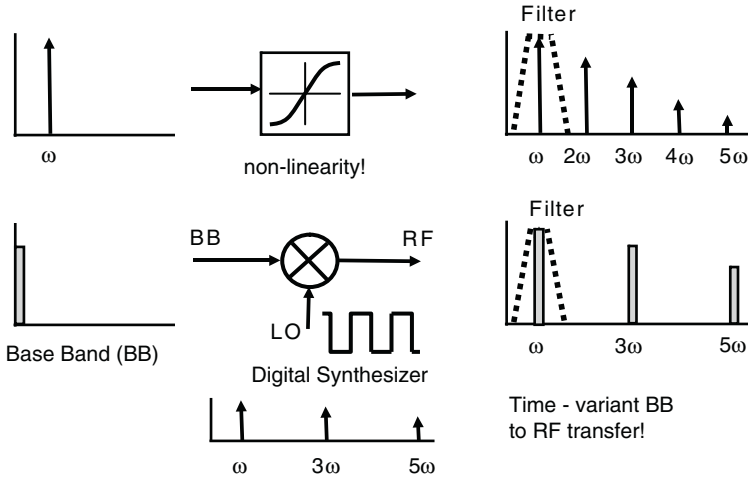 Filter
ω
non-linearity!
ω 2ω 3ω 4ω 5ω
BB
RF
LO
Base Band (BB)
Digital Synthesizer
ω 3ω 5ω
Filter
ω 3ω 5ω
Time - variant BB
to RF transfer!